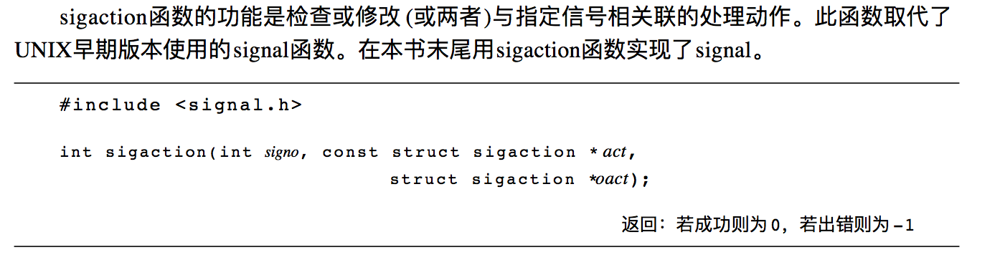 sigaction函数的功能是检查或修改(或两者)与指定信号相关联的处理动作。此函数取代了
UNIX早期版本使用的signal函数。在本书末尾用sigaction函数实现了signal。
#include <signal.h>
int sigaction(int signo, const struct sigaction * act,
struct sigaction *oact);
返回：若成功则为 0，若出错则为 -1